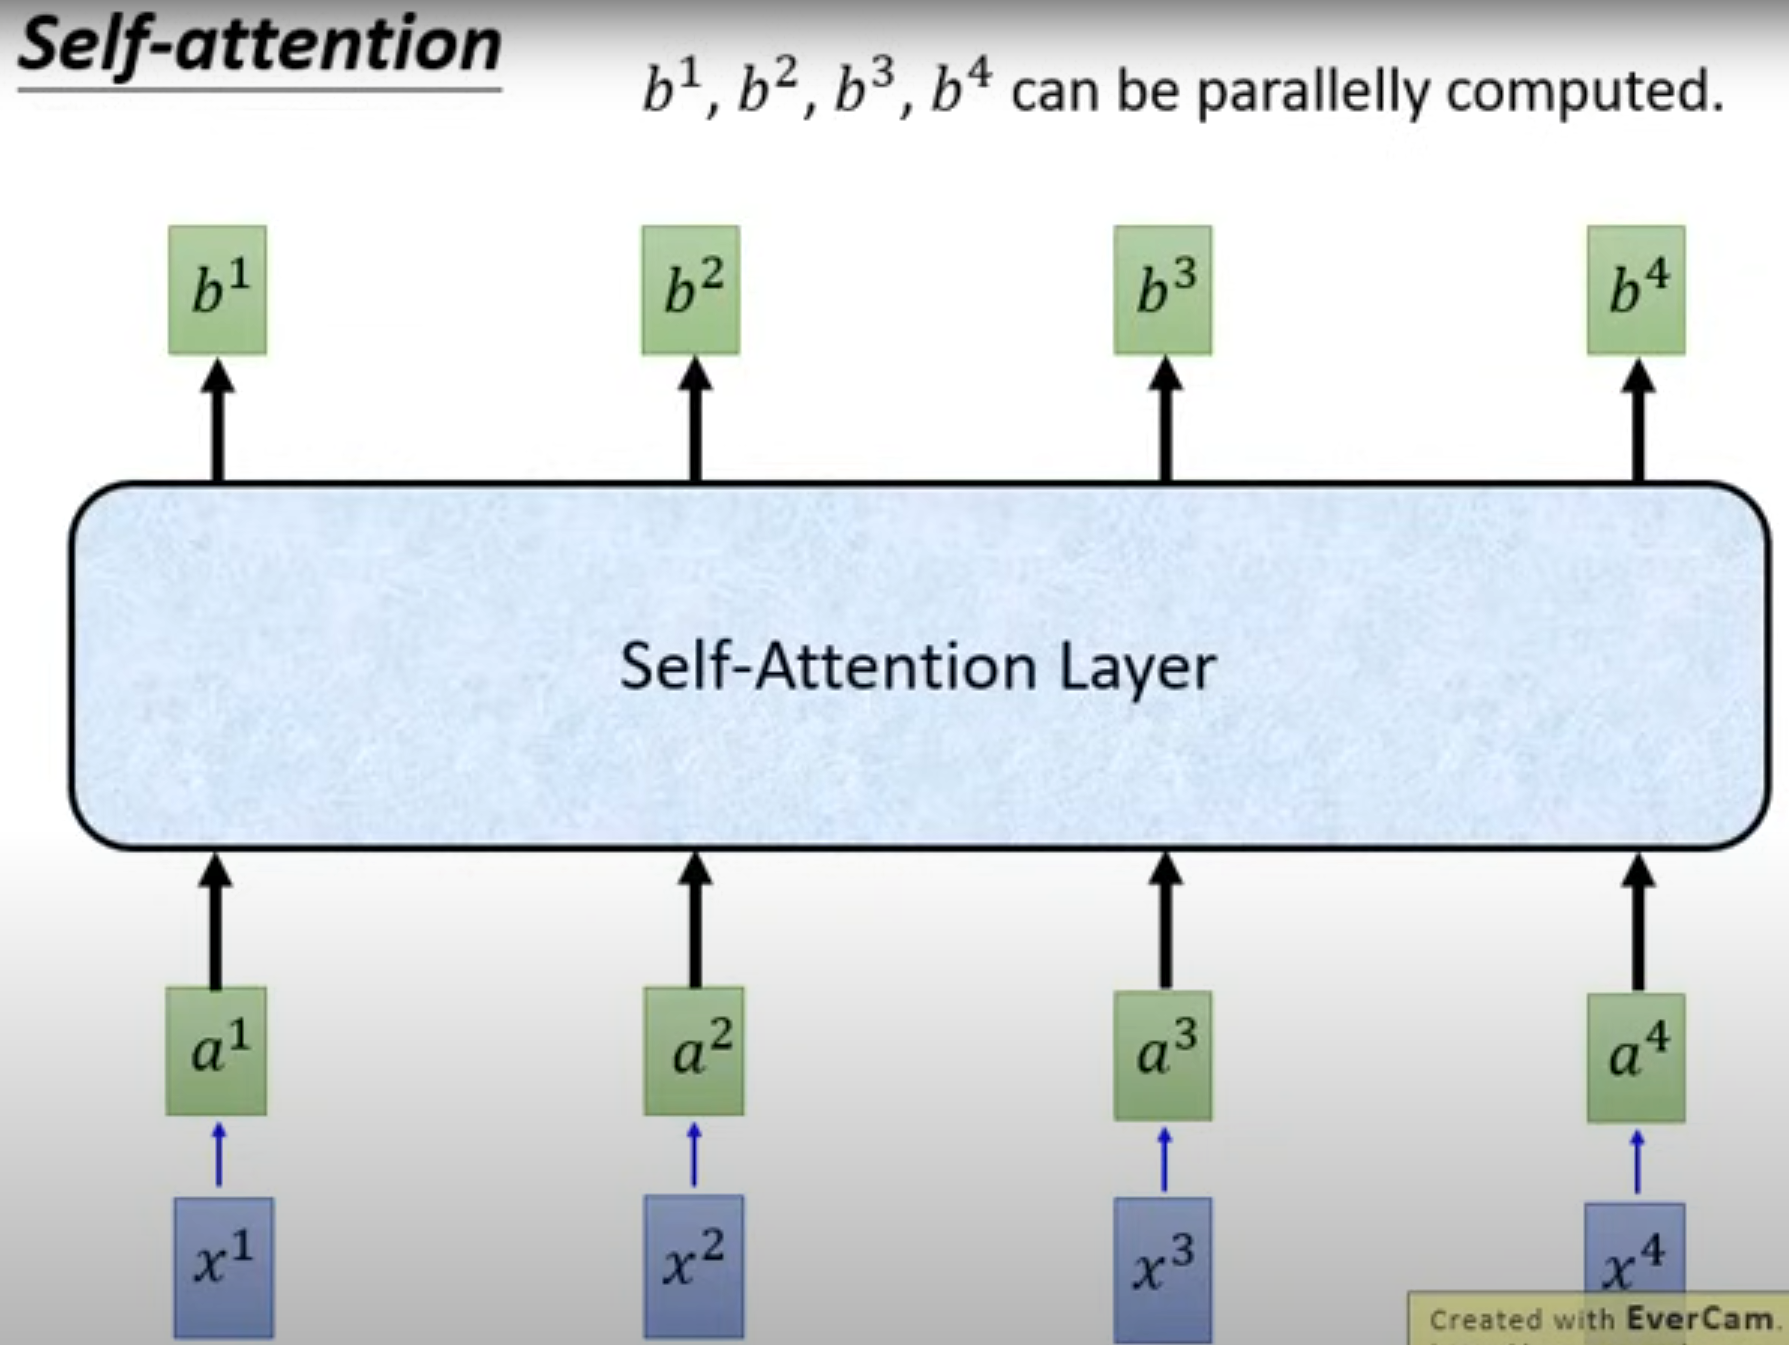 Self-attention
b¹, b², b³, b⁴ can be parallelly computed.
b¹ b² b³ b⁴
Self-Attention Layer
a¹ a² a³ a⁴
x¹ x² x³ x⁴
Created with EverCam.